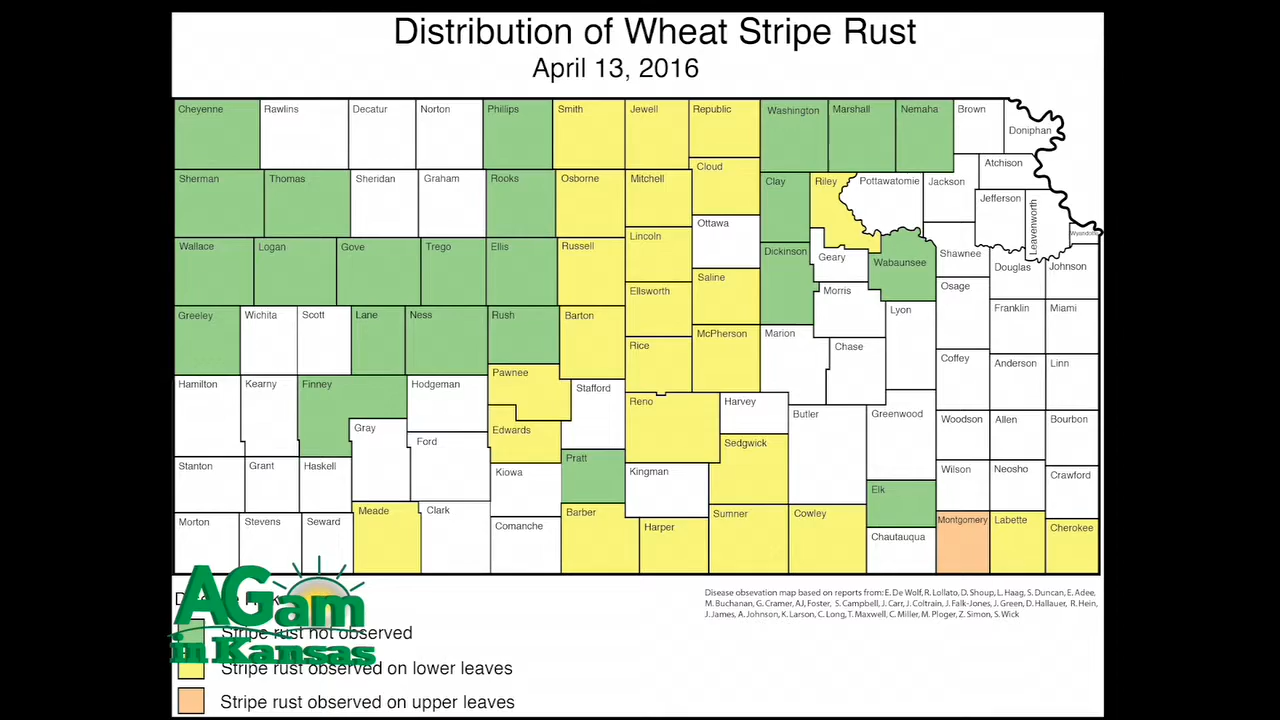 Distribution of Wheat Stripe Rust
April 13, 2016
Cheyenne Rawlins Decatur Norton Phillips Smith Jewell Republic Washington Marshall Nemaha Brown
Doniphan
Atchison
Cloud
Sherman Thomas Sheridan Graham Rooks Osborne Mitchell Clay Riley Pottawatomie Jackson
Jefferson
Leavenworth
Ottawa
Wyandotte
Lincoln
Wallace Logan Gove Trego Ellis Russell Dickinson Geary Wabaunsee Shawnee
Douglas Johnson
Saline
Ellsworth Morris Osage
Greeley Wichita Scott Lane Ness Rush Barton Lyon Franklin Miami
McPherson Marion
Rice Chase
Coffey Anderson Linn
Pawnee
Hamilton Kearny Finney Hodgeman Stafford
Reno Harvey Butler Greenwood Woodson Allen Bourbon
Gray Ford Edwards
Sedgwick
Pratt
Stanton Grant Haskell Kiowa Kingman Wilson Neosho Crawford
Elk
Meade Clark Barber Sumner Cowley Montgomery Labette
Morton Stevens Seward Comanche Harper Cherokee
Chautauqua
AGam
in Kansas
Disease obsevation map based on reports from: E. De Wolf, R. Lollato, D. Shoup, L. Haag, S. Duncan, E. Adee,
M. Buchanan, G. Cramer, AJ, Foster, S. Campbell, J. Carr, J. Coltrain, J. Falk-Jones, J. Green, D. Hallauer, R. Hein,
J. James, A. Johnson, K. Larson, C. Long, T. Maxwell, C. Miller, M. Ploger, Z. Simon, S. Wick
Stripe rust not observed
Stripe rust observed on lower leaves
Stripe rust observed on upper leaves